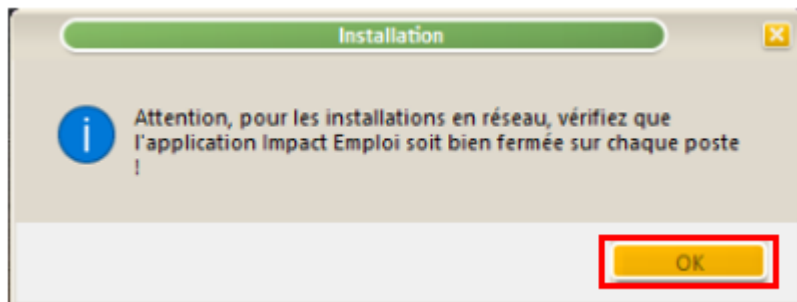 Installation
Attention, pour les installations en réseau, vérifiez que
l'application Impact Emploi soit bien fermée sur chaque poste
!
OK